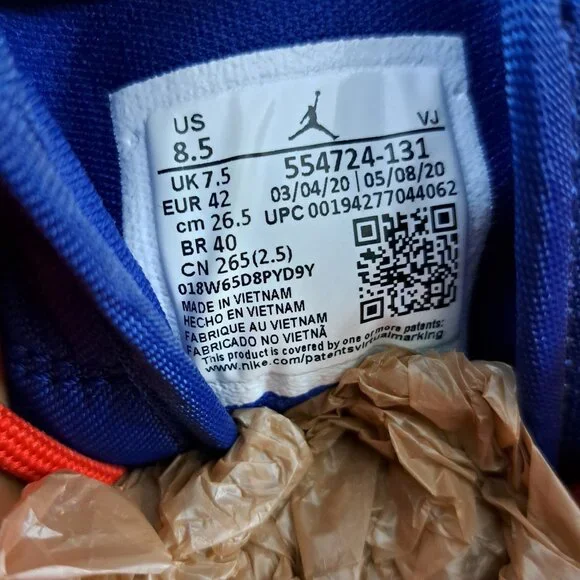 US
8.5
VJ
554724-131
UK 7.5
03/04/20 | 05/08/20
EUR 42
UPC 00194277044062
cm 26.5
BR 40
CN 265(2.5)
018W65D8PYD9Y
MADE IN VIETNAM
HECHO EN VIETNAM
FABRIQUE AU VIETNAM
FABRICADO NO VIETNÃ
This product is covered by one or more patents:
www.nike.com/patentsvirtualmarking